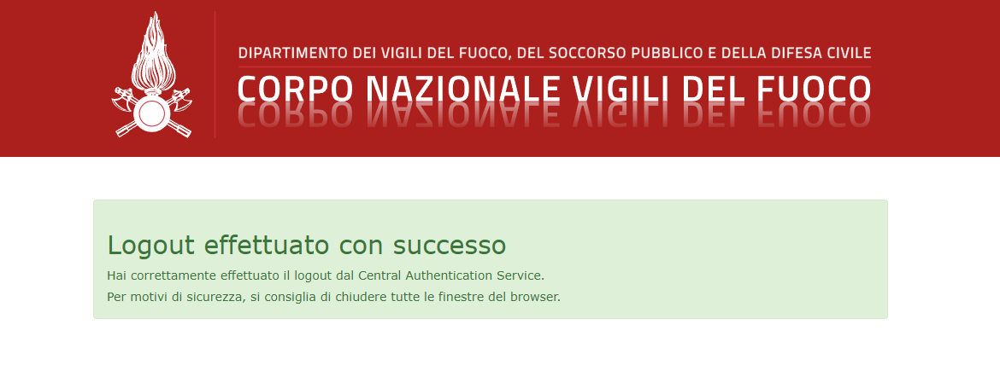 DIPARTIMENTO DEI VIGILI DEL FUOCO, DEL SOCCORSO PUBBLICO E DELLA DIFESA CIVILE
CORPO NAZIONALE VIGILI DEL FUOCO
Logout effettuato con successo
Hai correttamente effettuato il logout dal Central Authentication Service.
Per motivi di sicurezza, si consiglia di chiudere tutte le finestre del browser.